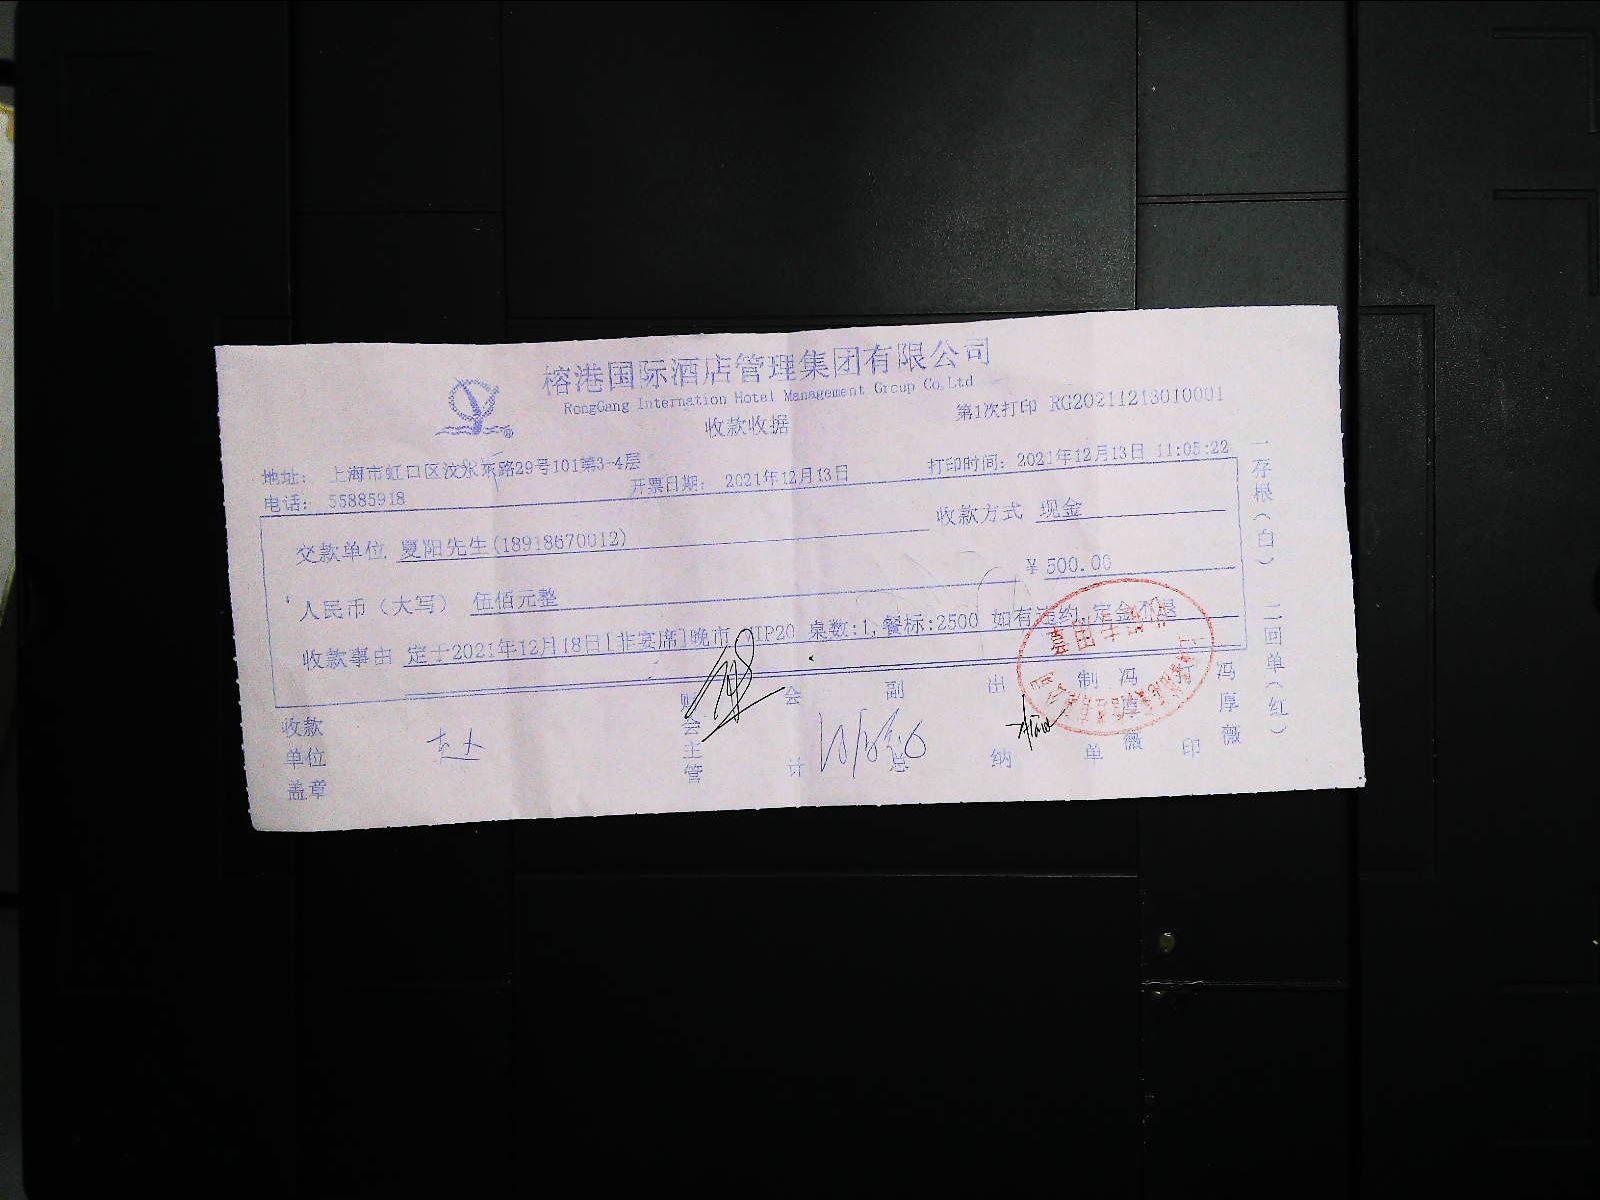 榕港国际酒店管理集团有限公司
RongGang Internation Hotel Management Group Co,Ltd
收款收据
第1次打印 RG20211213010001
地址： 上海市虹口区汶水东路29号101第3-4层
电话： 55885918
开票日期： 2021年12月13日
打印时间：2021年12月13日 11:05:22
交款单位 夏阳先生(18918670012)
收款方式 现金
人民币（大写） 伍佰元整
￥500.00
收款事由 定于2021年12月18日[非宴席]晚市 VIP20 桌数:1,餐标:2500 如有违约,定金不退
收款单位盖章
财会主管
会计
副总
出纳
制单
冯厚薇
打印
冯厚薇
一存根（白） 二回单（红）